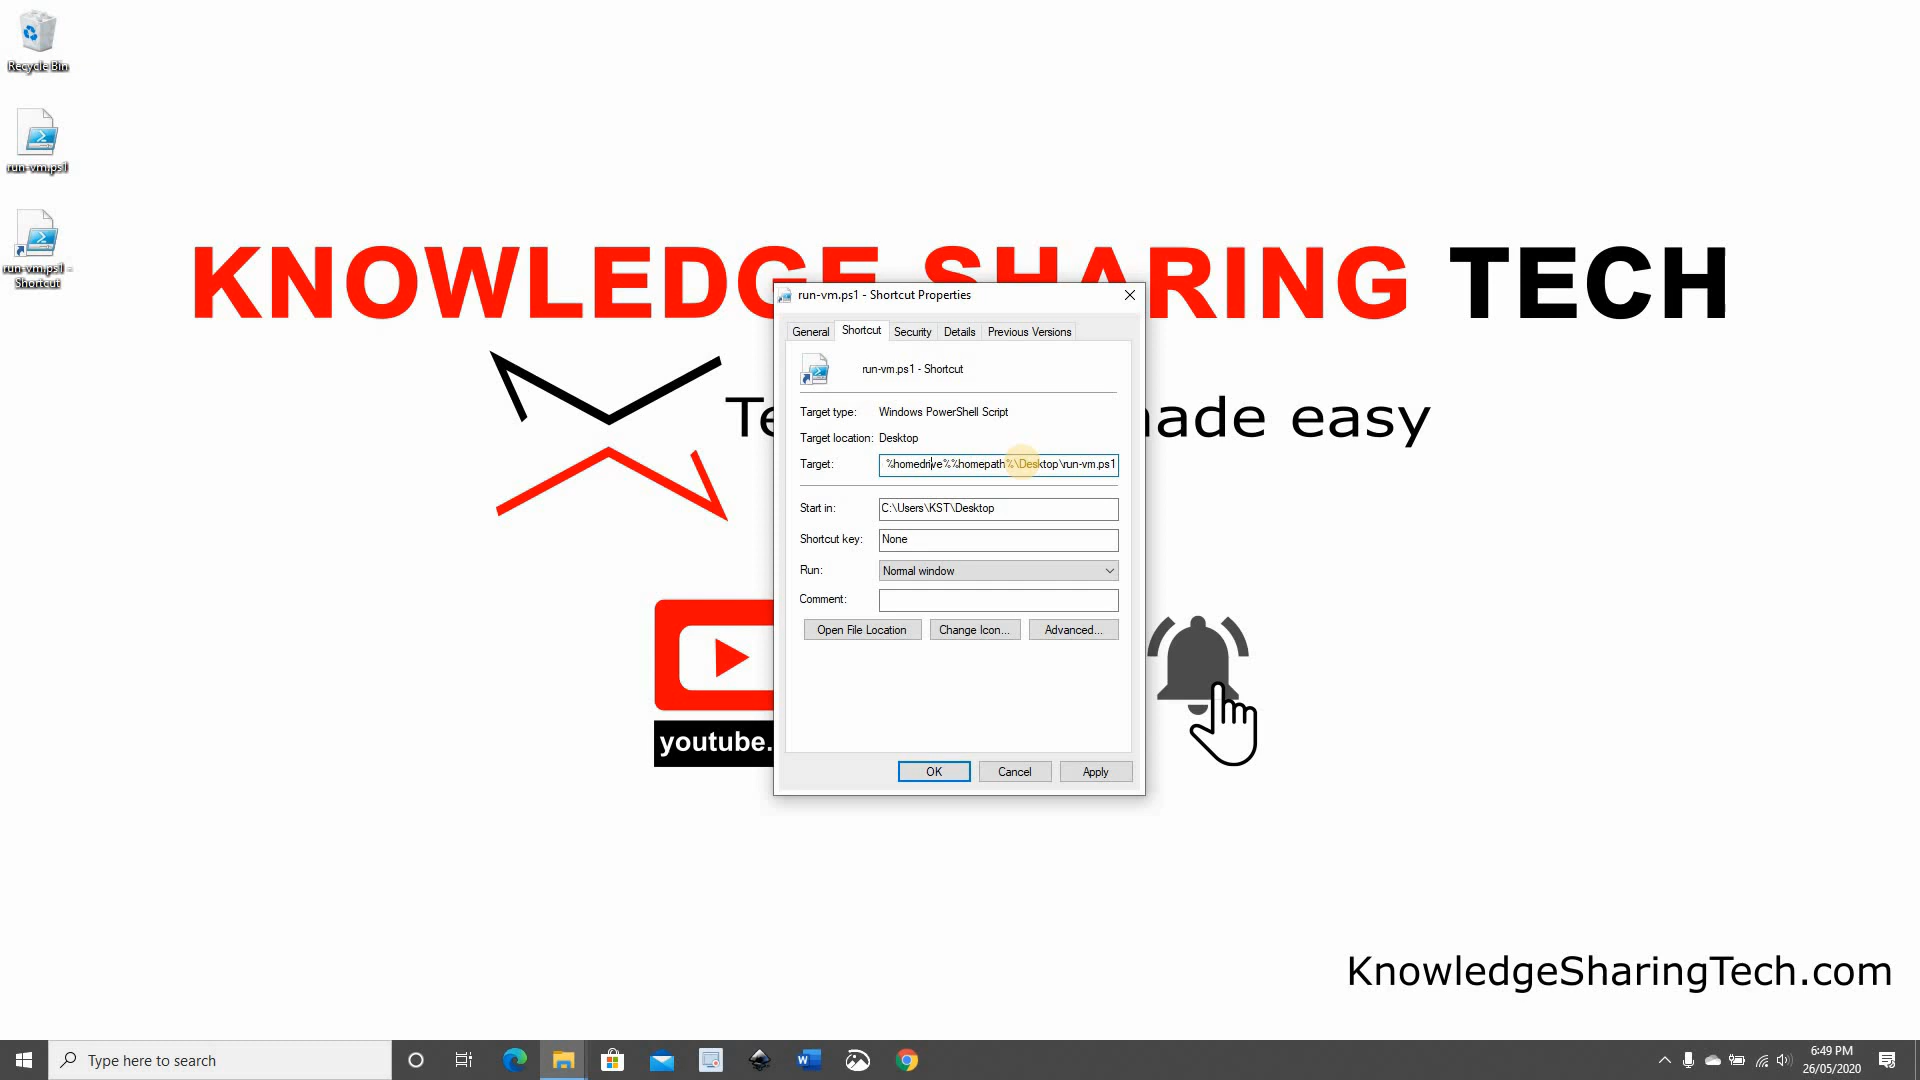 Recycle Bin
run-vm.ps1
run-vm.ps1 -
Shortcut
KNOWLEDGE SHARING TECH
made easy
youtube.
KnowledgeSharingTech.com
run-vm.ps1 - Shortcut Properties
General Shortcut Security Details Previous Versions
run-vm.ps1 - Shortcut
Target type: Windows PowerShell Script
Target location: Desktop
Target: %homedrive%%homepath%\Desktop\run-vm.ps1
Start in: C:\Users\KST\Desktop
Shortcut key: None
Run: Normal window
Comment:
Open File Location Change Icon... Advanced...
OK Cancel Apply
Type here to search
6:49 PM
26/05/2020